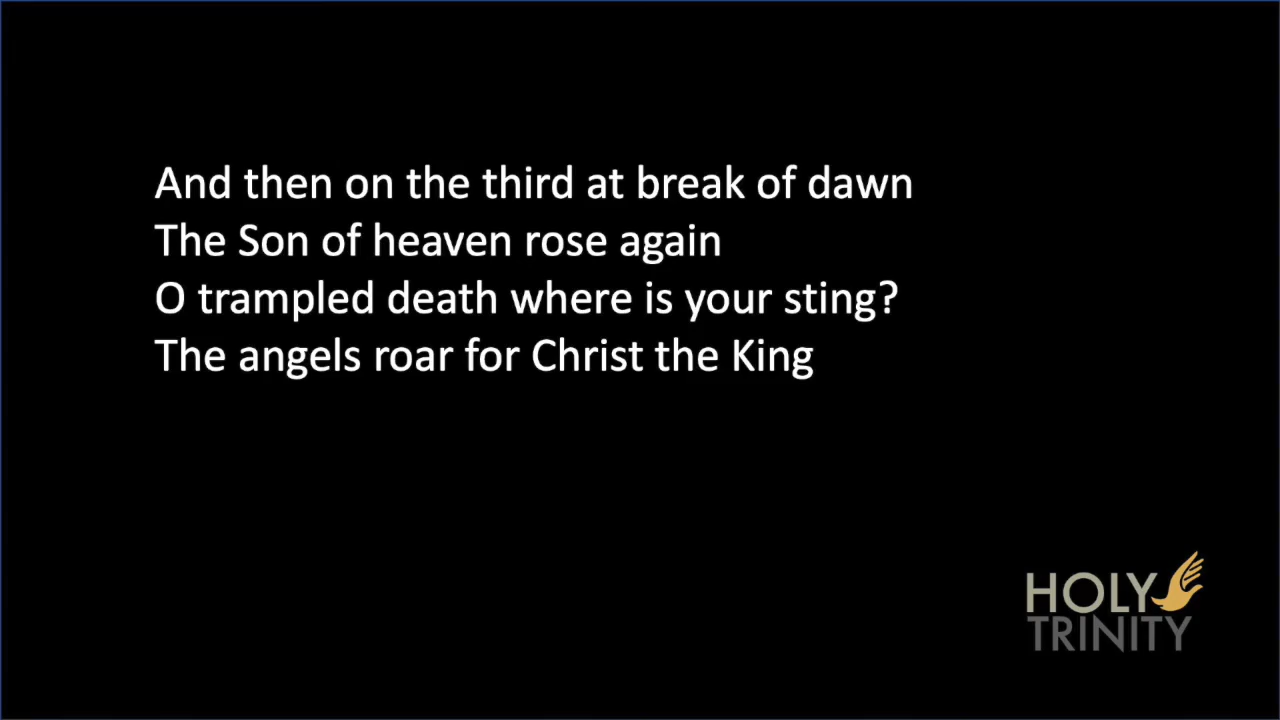 And then on the third at break of dawn
The Son of heaven rose again
O trampled death where is your sting?
The angels roar for Christ the King
HOLY
TRINITY